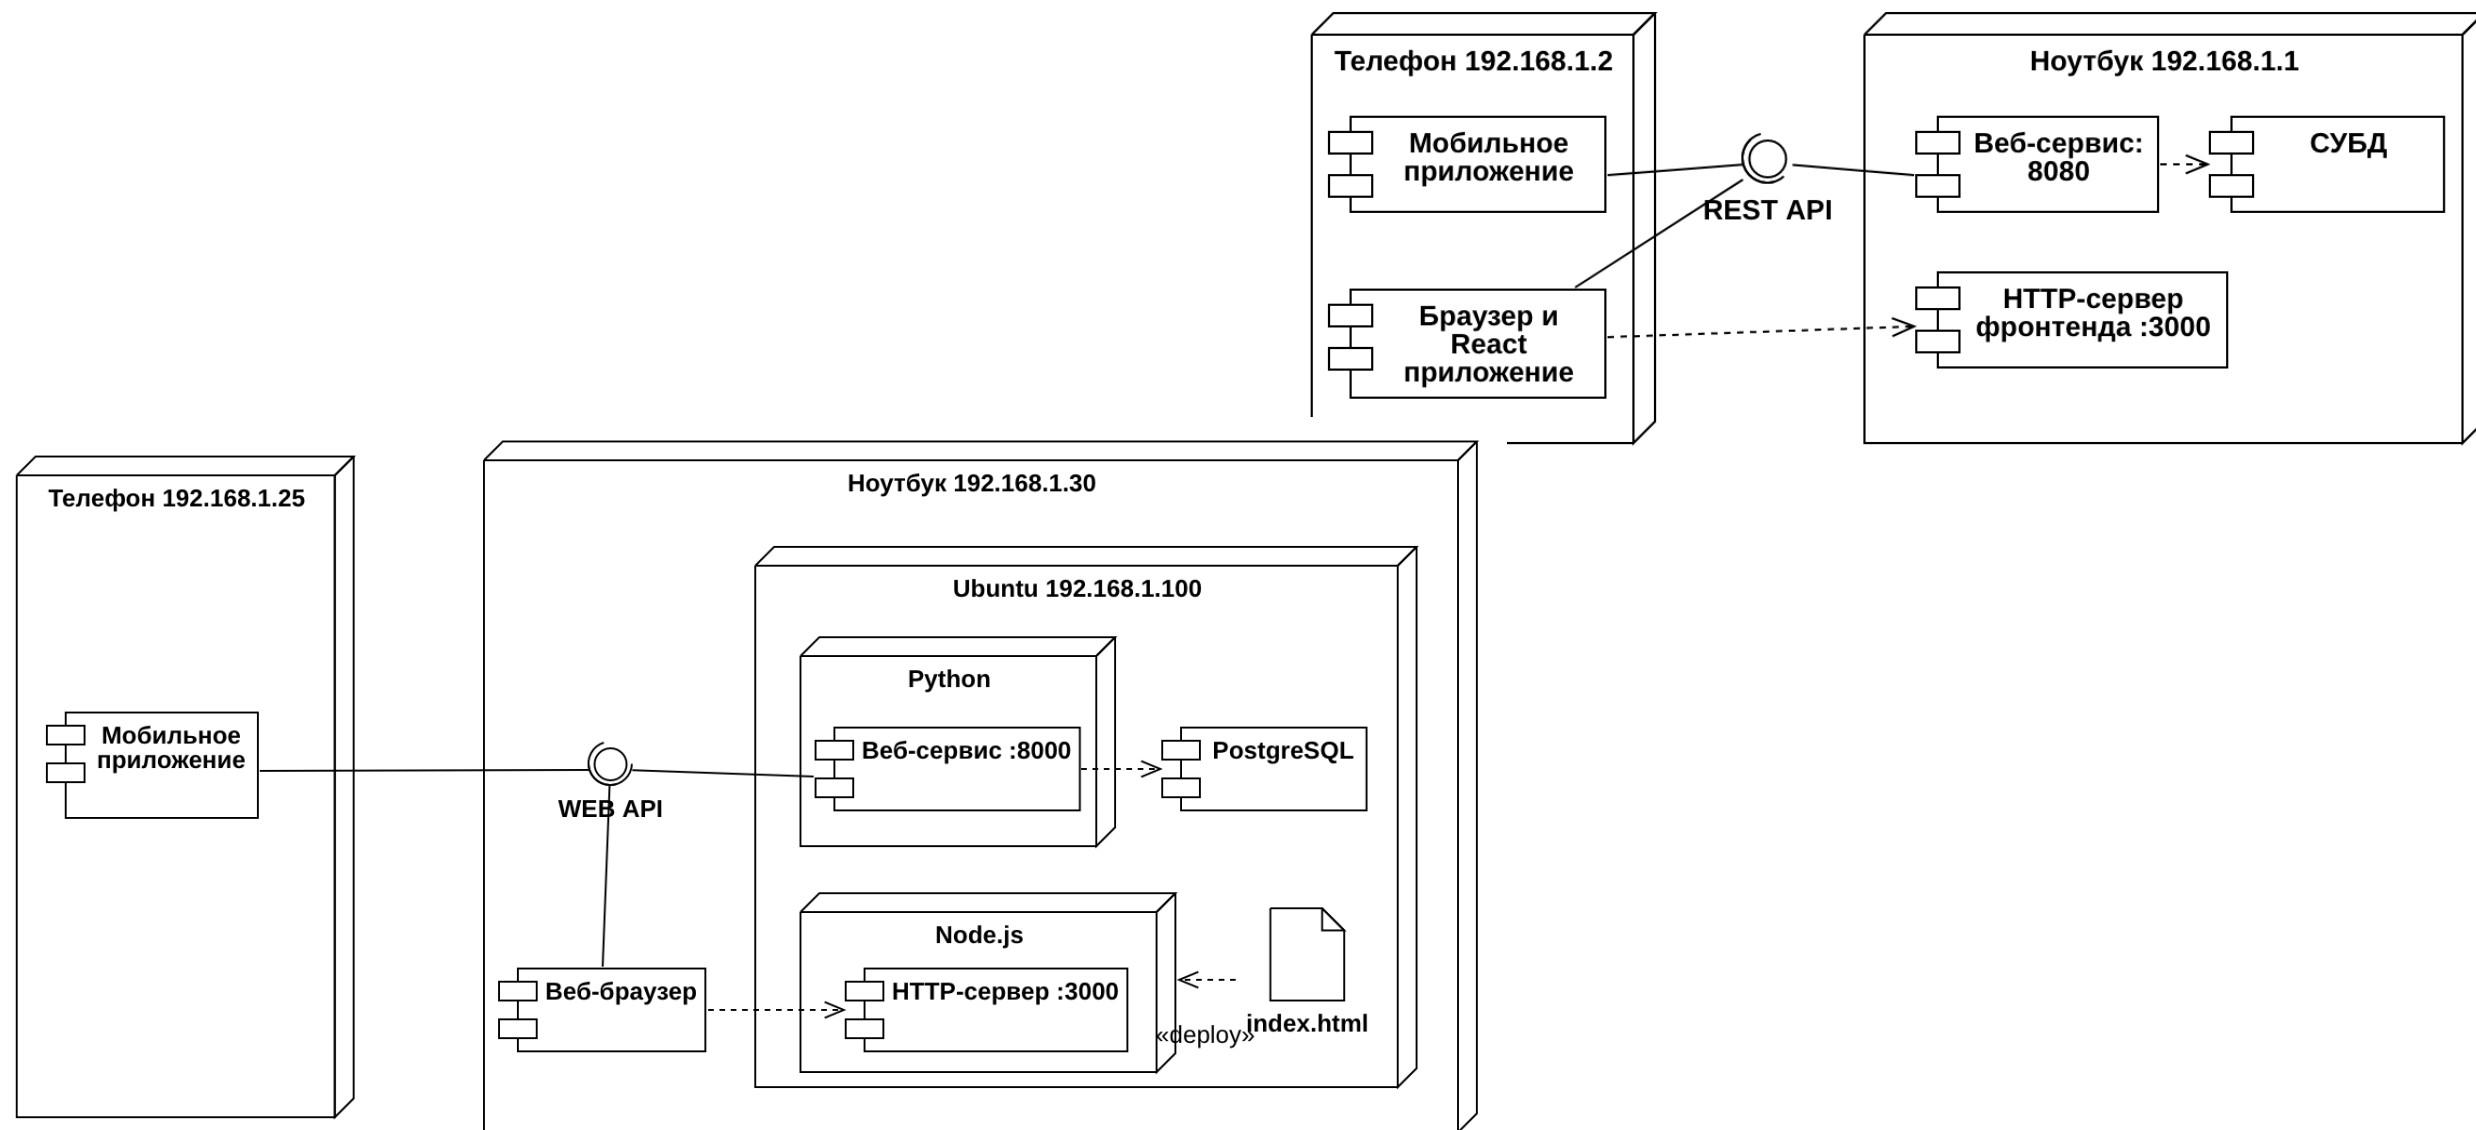 Телефон 192.168.1.2
Мобильное
приложение
Браузер и
React
приложение
REST API
Ноутбук 192.168.1.1
Веб-сервис:
8080
СУБД
HTTP-сервер
фронтенда :3000
Телефон 192.168.1.25
Мобильное
приложение
Ноутбук 192.168.1.30
WEB API
Веб-браузер
Ubuntu 192.168.1.100
Python
Веб-сервис :8000
PostgreSQL
Node.js
HTTP-сервер :3000
«deploy»
index.html